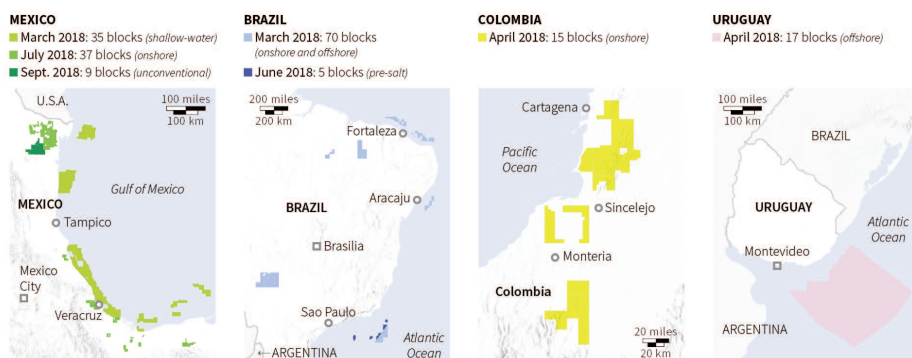 MEXICO
March 2018: 35 blocks (shallow-water)
July 2018: 37 blocks (onshore)
Sept. 2018: 9 blocks (unconventional)
U.S.A.
100 miles
100 km
Gulf of Mexico
MEXICO
Tampico
Mexico
City
Veracruz
BRAZIL
March 2018: 70 blocks
(onshore and offshore)
June 2018: 5 blocks (pre-salt)
200 miles
200 km
Fortaleza
Aracaju
BRAZIL
Brasilia
Sao Paulo
Atlantic
Ocean
←ARGENTINA
COLOMBIA
April 2018: 15 blocks (onshore)
Cartagena
Pacific
Ocean
Sincelejo
Monteria
Colombia
20 miles
20 km
URUGUAY
April 2018: 17 blocks (offshore)
100 miles
100 km
BRAZIL
URUGUAY
Atlantic
Ocean
Montevideo
ARGENTINA